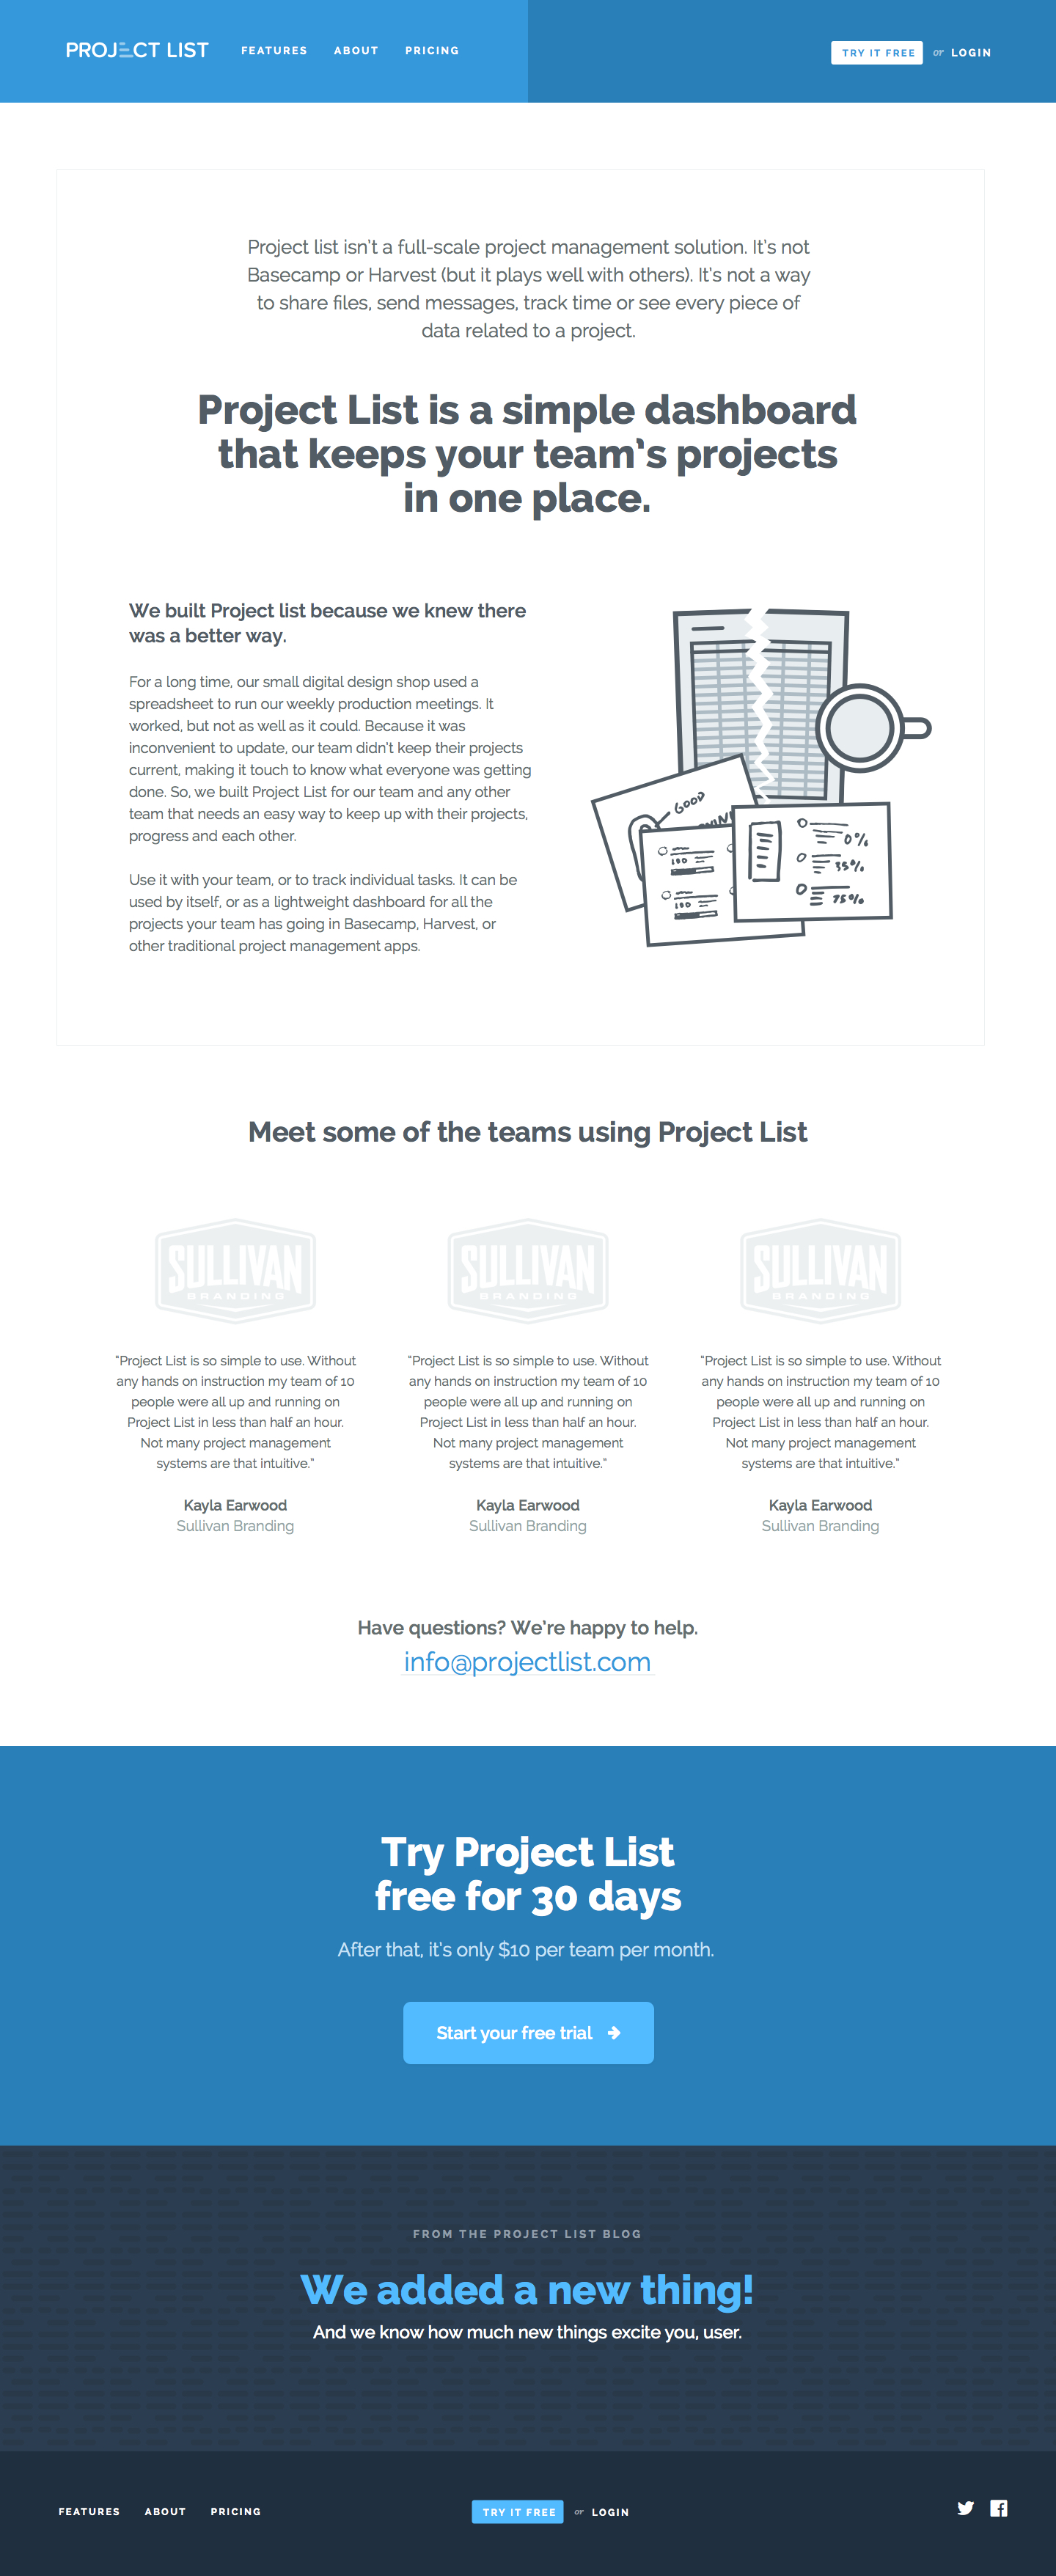 PROJECT LIST FEATURES ABOUT PRICING TRY IT FREE or LOGIN
Project list isn't a full-scale project management solution. It's not
Basecamp or Harvest (but it plays well with others). It's not a way
to share files, send messages, track time or see every piece of
data related to a project.
Project List is a simple dashboard
that keeps your team's projects
in one place.
We built Project list because we knew there
was a better way.
For a long time, our small digital design shop used a
spreadsheet to run our weekly production meetings. It
worked, but not as well as it could. Because it was
inconvenient to update, our team didn't keep their projects
current, making it touch to know what everyone was getting
done. So, we built Project List for our team and any other
team that needs an easy way to keep up with their projects,
progress and each other.
Use it with your team, or to track individual tasks. It can be
used by itself, or as a lightweight dashboard for all the
projects your team has going in Basecamp, Harvest, or
other traditional project management apps.
GOOD
100
100
0%
35%
75%
Meet some of the teams using Project List
SULLIVAN
BRANDING
"Project List is so simple to use. Without
any hands on instruction my team of 10
people were all up and running on
Project List in less than half an hour.
Not many project management
systems are that intuitive."
Kayla Earwood
Sullivan Branding
SULLIVAN
BRANDING
"Project List is so simple to use. Without
any hands on instruction my team of 10
people were all up and running on
Project List in less than half an hour.
Not many project management
systems are that intuitive."
Kayla Earwood
Sullivan Branding
SULLIVAN
BRANDING
"Project List is so simple to use. Without
any hands on instruction my team of 10
people were all up and running on
Project List in less than half an hour.
Not many project management
systems are that intuitive."
Kayla Earwood
Sullivan Branding
Have questions? We're happy to help.
info@projectlist.com
Try Project List
free for 30 days
After that, it's only $10 per team per month.
Start your free trial
FROM THE PROJECT LIST BLOG
We added a new thing!
And we know how much new things excite you, user.
FEATURES ABOUT PRICING TRY IT FREE or LOGIN